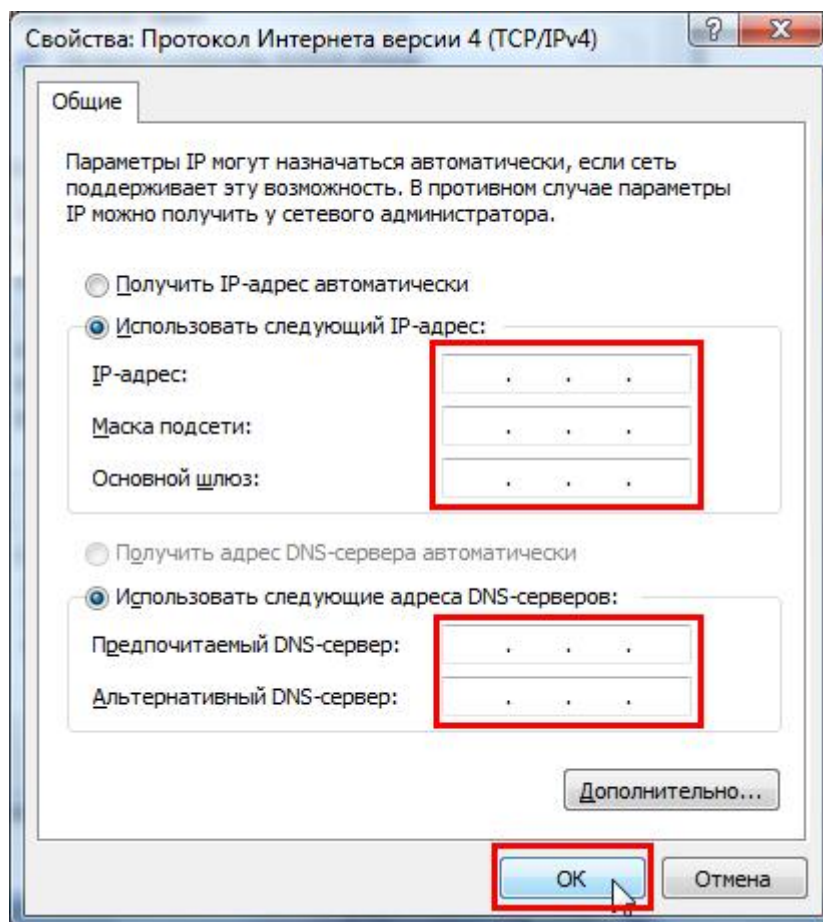 Свойства: Протокол Интернета версии 4 (TCP/IPv4)
Общие
Параметры IP могут назначаться автоматически, если сеть
поддерживает эту возможность. В противном случае параметры
IP можно получить у сетевого администратора.
Получить IP-адрес автоматически
Использовать следующий IP-адрес:
IP-адрес: . . .
Маска подсети: . . .
Основной шлюз: . . .
Получить адрес DNS-сервера автоматически
Использовать следующие адреса DNS-серверов:
Предпочитаемый DNS-сервер: . . .
Альтернативный DNS-сервер: . . .
Дополнительно...
ОК Отмена